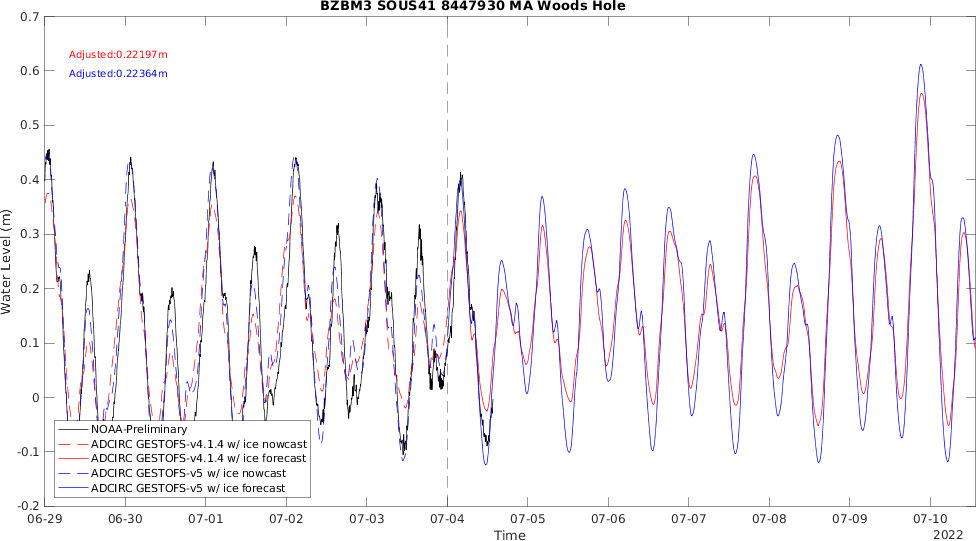 BZBM3 SOUS41 8447930 MA Woods Hole
Adjusted:0.22197m
Adjusted:0.22364m
Water Level (m)
0.7
0.6
0.5
0.4
0.3
0.2
0.1
0
-0.1
-0.2
NOAA-Preliminary
ADCIRC GESTOFS-v4.1.4 w/ ice nowcast
ADCIRC GESTOFS-v4.1.4 w/ ice forecast
ADCIRC GESTOFS-v5 w/ ice nowcast
ADCIRC GESTOFS-v5 w/ ice forecast
06-29 06-30 07-01 07-02 07-03 07-04 07-05 07-06 07-07 07-08 07-09 07-10
Time
2022